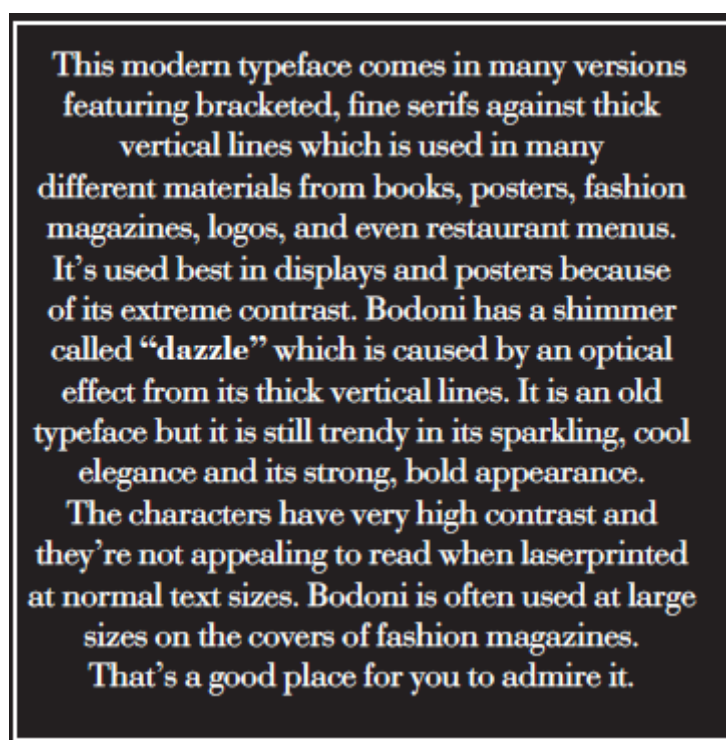 This modern typeface comes in many versions
featuring bracketed, fine serifs against thick
vertical lines which is used in many
different materials from books, posters, fashion
magazines, logos, and even restaurant menus.
It’s used best in displays and posters because
of its extreme contrast. Bodoni has a shimmer
called “dazzle” which is caused by an optical
effect from its thick vertical lines. It is an old
typeface but it is still trendy in its sparkling, cool
elegance and its strong, bold appearance.
The characters have very high contrast and
they’re not appealing to read when laserprinted
at normal text sizes. Bodoni is often used at large
sizes on the covers of fashion magazines.
That’s a good place for you to admire it.